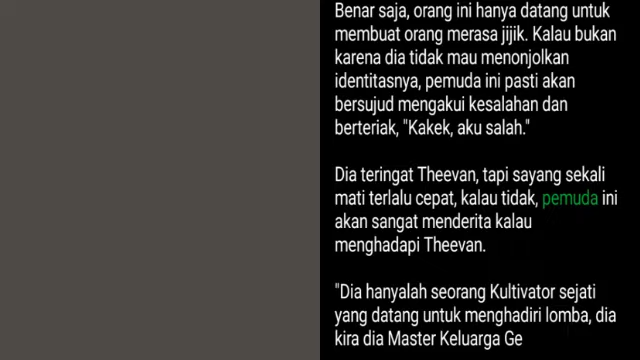 Benar saja, orang ini hanya datang untuk
membuat orang merasa jijik. Kalau bukan
karena dia tidak mau menonjolkan
identitasnya, pemuda ini pasti akan
bersujud mengakui kesalahan dan
berteriak, "Kakek, aku salah."
Dia teringat Theevan, tapi sayang sekali
mati terlalu cepat, kalau tidak, pemuda ini
akan sangat menderita kalau
menghadapi Theevan.
"Dia hanyalah seorang Kultivator sejati
yang datang untuk menghadiri lomba, dia
kira dia Master Keluarga Ge